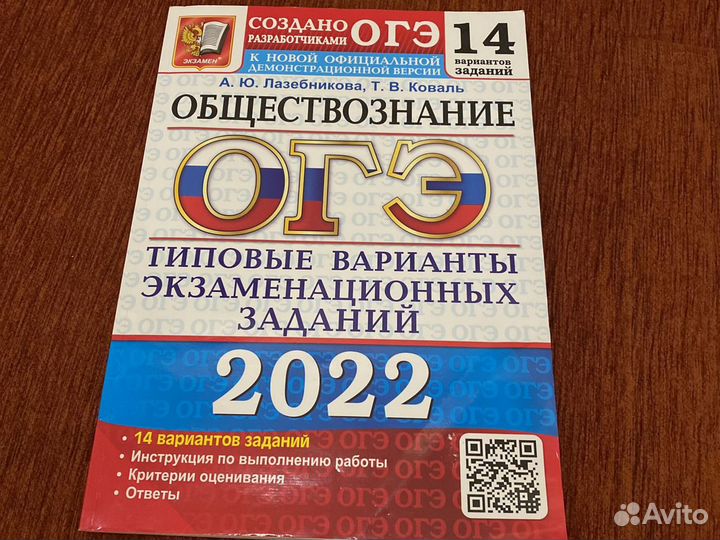 СОЗДАНО
РАЗРАБОТЧИКАМИ ОГЭ
К НОВОЙ ОФИЦИАЛЬНОЙ
ДЕМОНСТРАЦИОННОЙ ВЕРСИИ
ЭКЗАМЕН
14
вариантов
заданий
А. Ю. Лазебникова, Т. В. Коваль
ОБЩЕСТВОЗНАНИЕ
ОГЭ
ТИПОВЫЕ ВАРИАНТЫ
ЭКЗАМЕНАЦИОННЫХ
ЗАДАНИЙ
2022
• 14 вариантов заданий
• Инструкция по выполнению работы
• Критерии оценивания
• Ответы
Avito